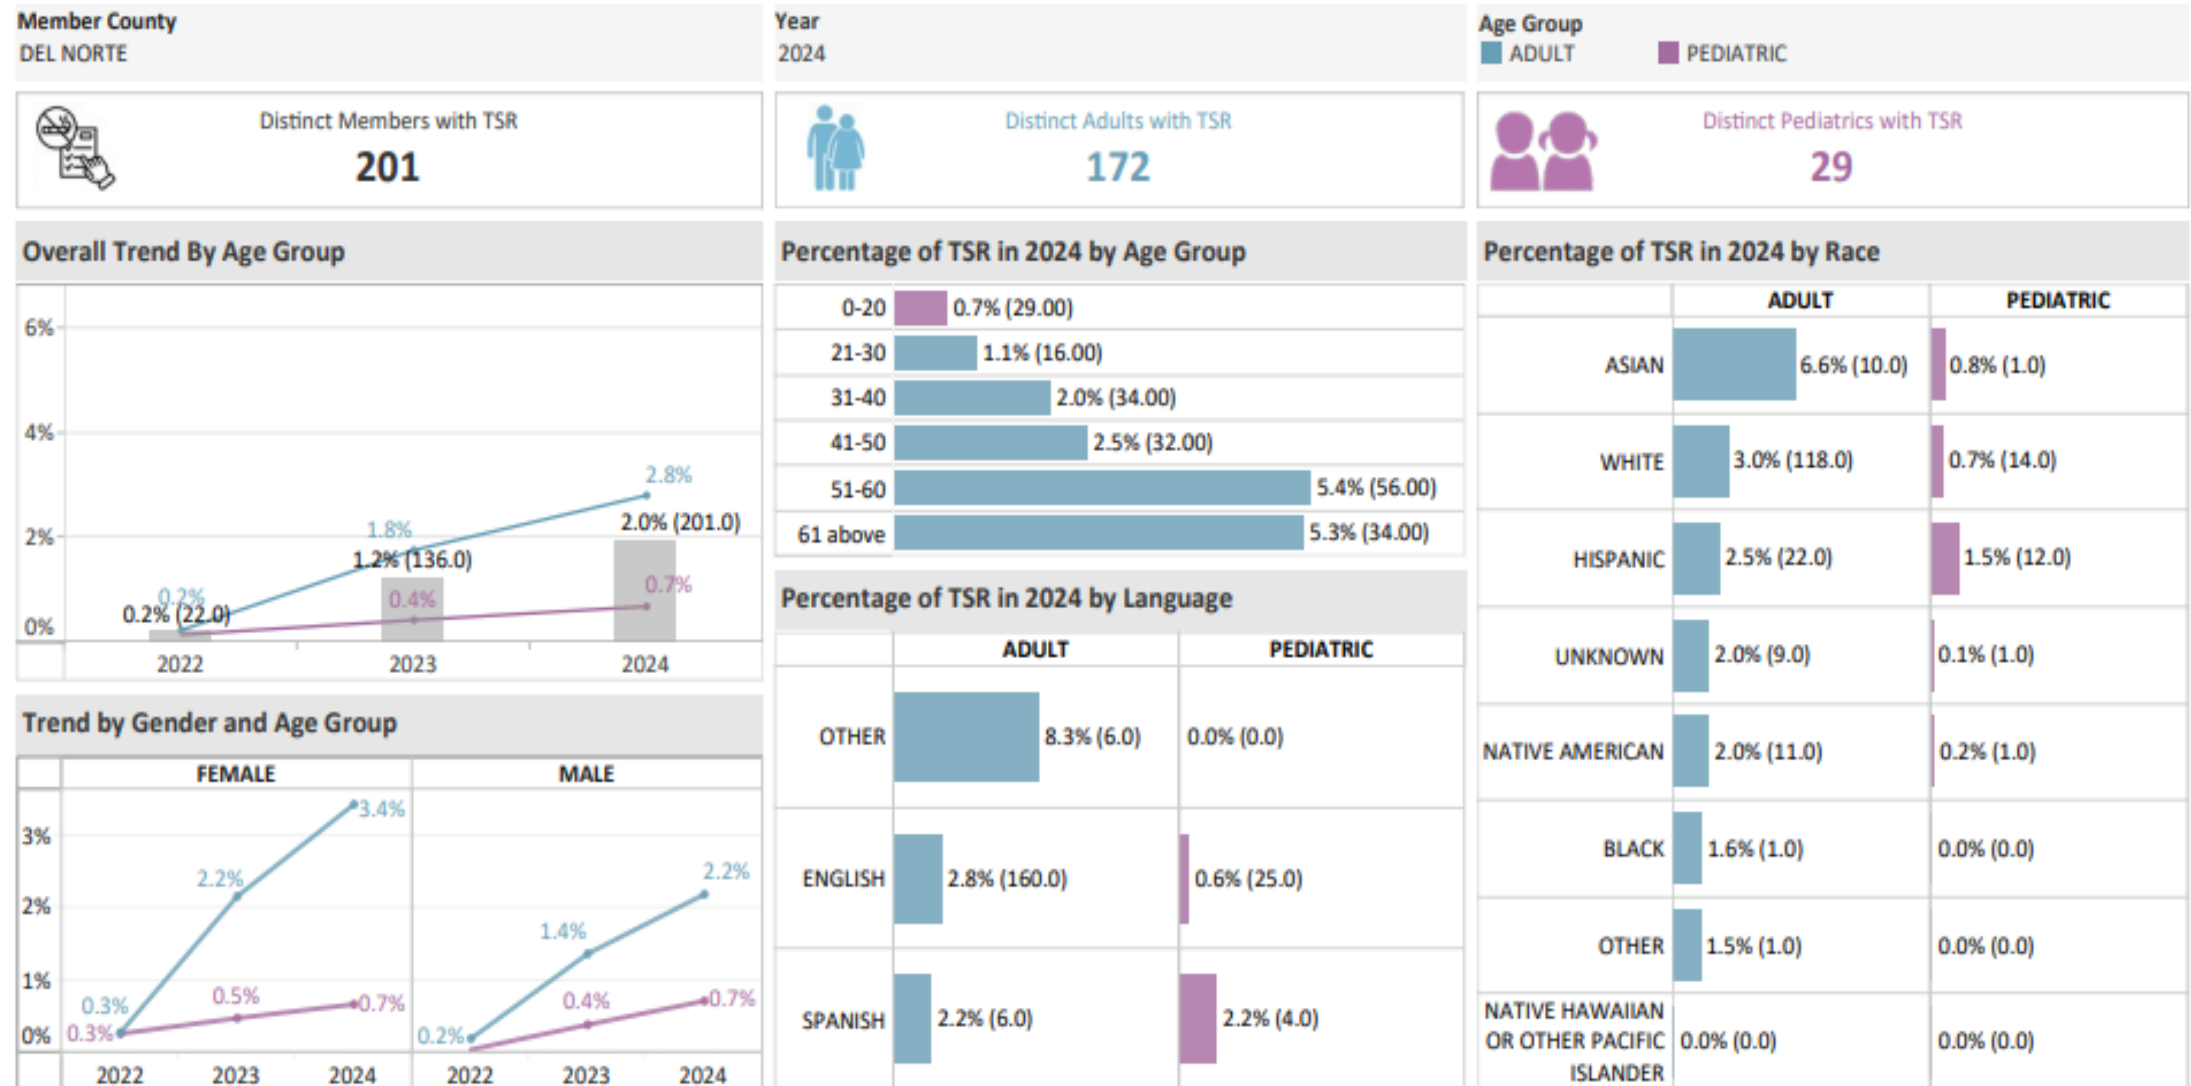 Member County
DEL NORTE
Year
2024
Age Group
ADULT
PEDIATRIC
Distinct Members with TSR
201
Distinct Adults with TSR
172
Distinct Pediatrics with TSR
29
Overall Trend By Age Group
6%
4%
2%
0%
0.2%
0.2% (22.0)
1.8%
1.2% (136.0)
0.4%
2.8%
2.0% (201.0)
0.7%
2022 2023 2024
Trend by Gender and Age Group
FEMALE MALE
3%
2%
1%
0%
0.3%
0.3%
2.2%
0.5%
3.4%
0.7%
0.2%
1.4%
0.4%
2.2%
0.7%
2022 2023 2024 2022 2023 2024
Percentage of TSR in 2024 by Age Group
0-20 0.7% (29.00)
21-30 1.1% (16.00)
31-40 2.0% (34.00)
41-50 2.5% (32.00)
51-60 5.4% (56.00)
61 above 5.3% (34.00)
Percentage of TSR in 2024 by Language
ADULT PEDIATRIC
OTHER 8.3% (6.0) 0.0% (0.0)
ENGLISH 2.8% (160.0) 0.6% (25.0)
SPANISH 2.2% (6.0) 2.2% (4.0)
Percentage of TSR in 2024 by Race
ADULT PEDIATRIC
ASIAN 6.6% (10.0) 0.8% (1.0)
WHITE 3.0% (118.0) 0.7% (14.0)
HISPANIC 2.5% (22.0) 1.5% (12.0)
UNKNOWN 2.0% (9.0) 0.1% (1.0)
NATIVE AMERICAN 2.0% (11.0) 0.2% (1.0)
BLACK 1.6% (1.0) 0.0% (0.0)
OTHER 1.5% (1.0) 0.0% (0.0)
NATIVE HAWAIIAN
OR OTHER PACIFIC 0.0% (0.0) 0.0% (0.0)
ISLANDER